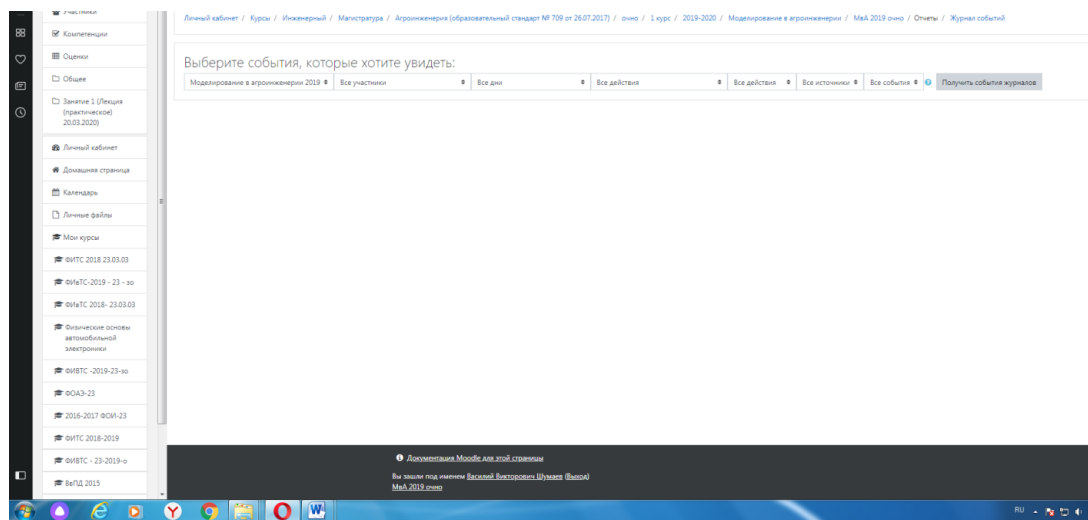 Участники
Компетенции
Оценки
Общее
Занятие 1 (Лекция
(практическое)
20.03.2020)
Личный кабинет
Домашняя страница
Календарь
Личные файлы
Мои курсы
ФИТС 2018 23.03.03
ФИвТС-2019 - 23 - зо
ФИвТС 2018- 23.03.03
Физические основы
автомобильной
электроники
ФИВТС -2019-23-зо
ФОАЭ-23
2016-2017 ФОИ-23
ФИТС 2018-2019
ФИВТС - 23-2019-о
ВеПД 2015
Личный кабинет / Курсы / Инженерный / Магистратура / Агроинженерия (образовательный стандарт № 709 от 26.07.2017) / очно / 1 курс / 2019-2020 / Моделирование в агроинженерии / МвА 2019 очно / Отчеты / Журнал событий
Выберите события, которые хотите увидеть:
Моделирование в агроинженерии 2019 Все участники Все дни Все действия Все действия Все источники Все события Получить события журналов
Документация Moodle для этой страницы
Вы зашли под именем Василий Викторович Шумаев (Выход)
МвА 2019 очно
RU